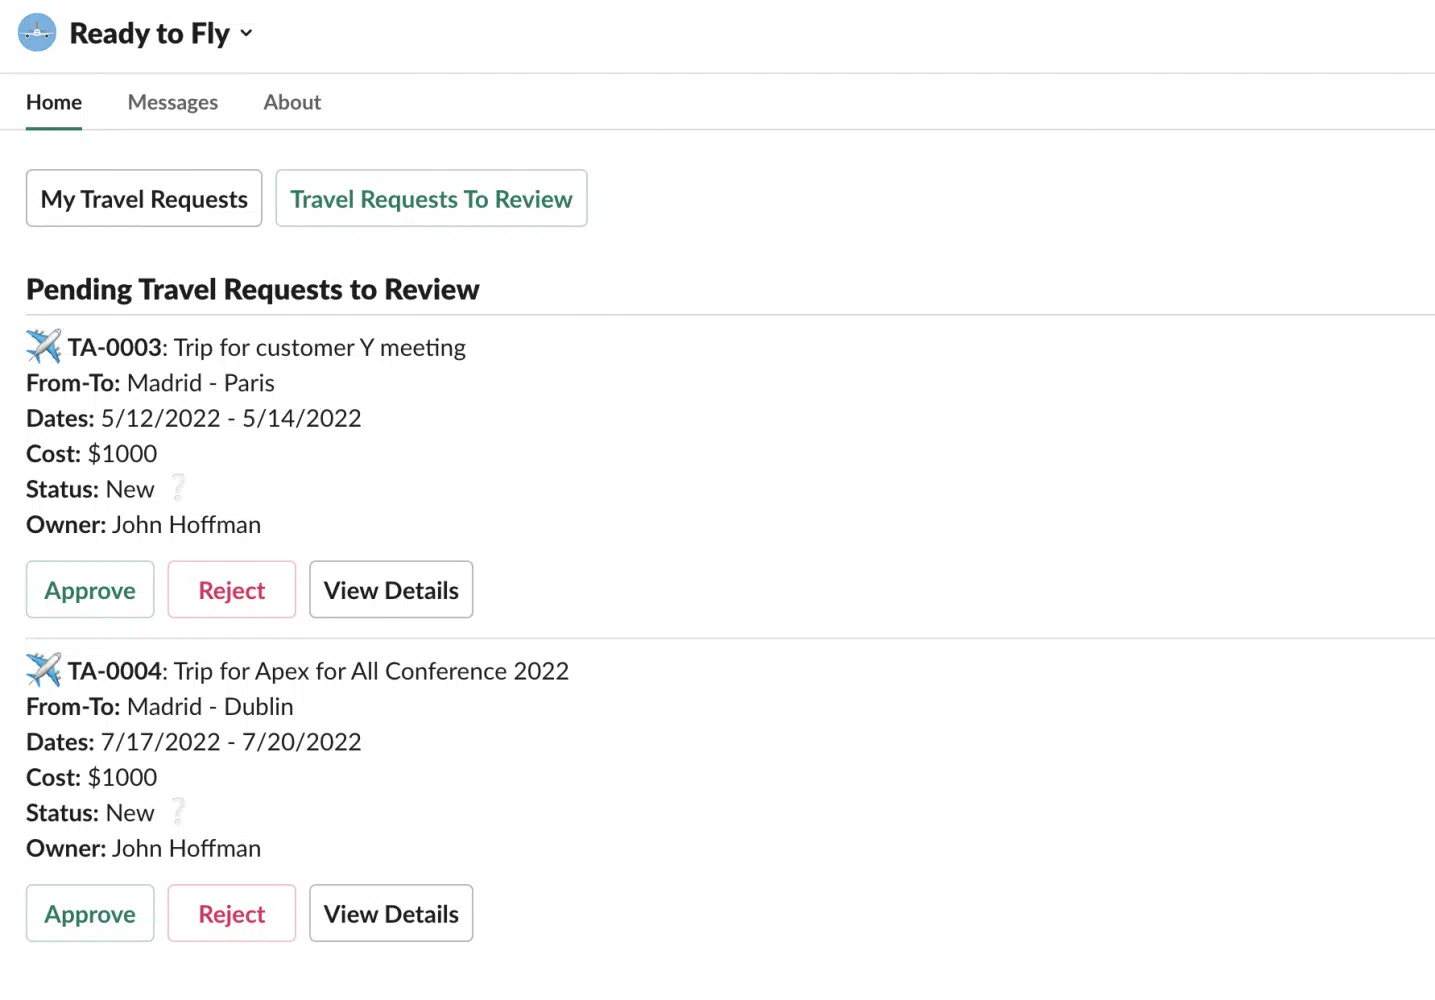 Ready to Fly
Home Messages About
My Travel Requests Travel Requests To Review
Pending Travel Requests to Review
TA-0003: Trip for customer Y meeting
From-To: Madrid - Paris
Dates: 5/12/2022 - 5/14/2022
Cost: $1000
Status: New ❔
Owner: John Hoffman
Approve Reject View Details
TA-0004: Trip for Apex for All Conference 2022
From-To: Madrid - Dublin
Dates: 7/17/2022 - 7/20/2022
Cost: $1000
Status: New ❔
Owner: John Hoffman
Approve Reject View Details